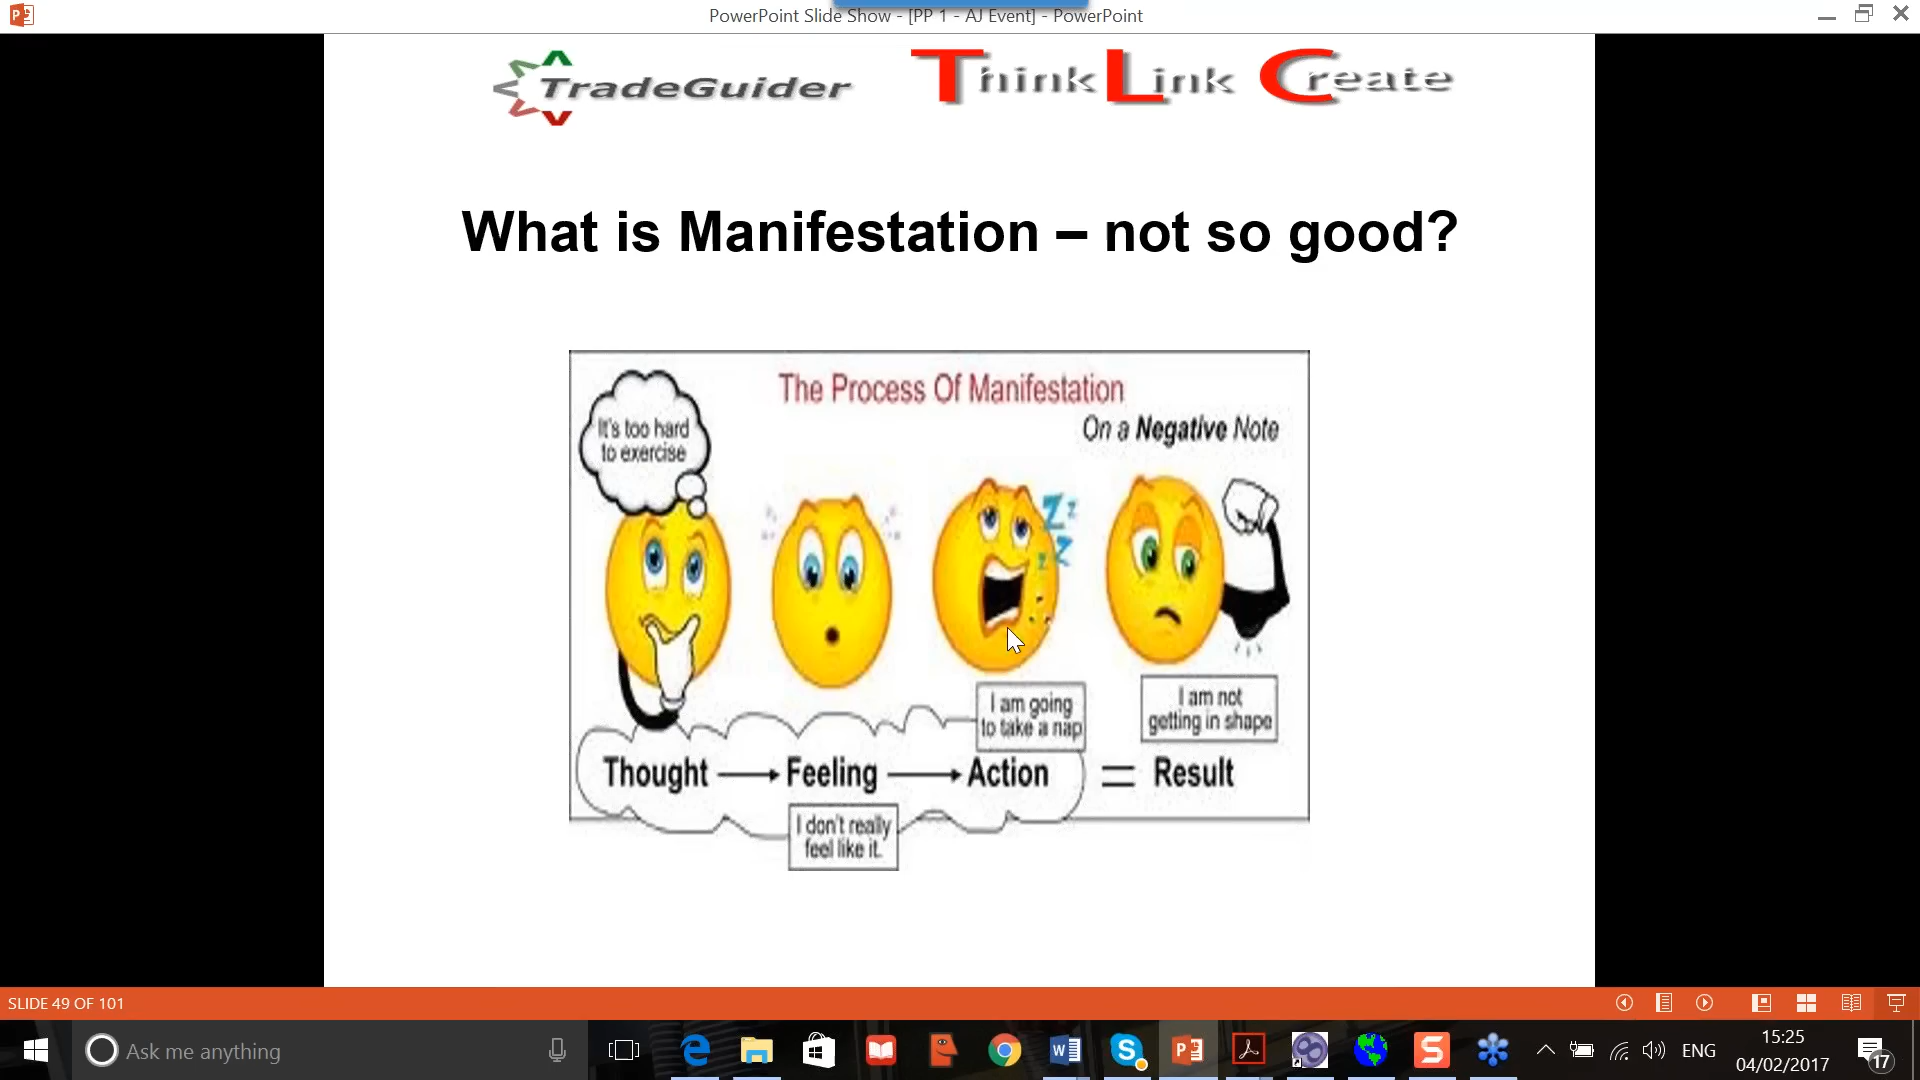 PowerPoint Slide Show - [PP 1 - AJ Event] - PowerPoint
TradeGuider
Think Link Create
What is Manifestation – not so good?
The Process Of Manifestation
On a Negative Note
It's too hard
to exercise
Z z
z Z
I am going
to take a nap
I am not
getting in shape
Thought → Feeling → Action = Result
I don't really
feel like it.
SLIDE 49 OF 101
Ask me anything
ENG
15:25
04/02/2017
17